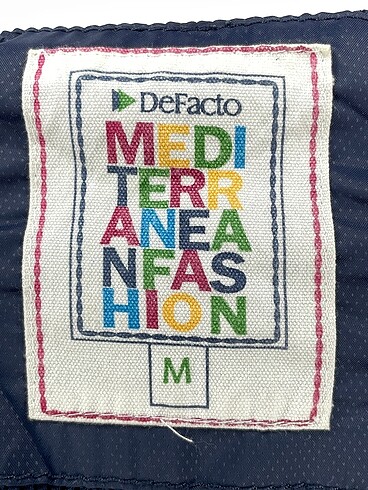 DeFacto
MEDI
TERR
ANEA
NFAS
HION
M